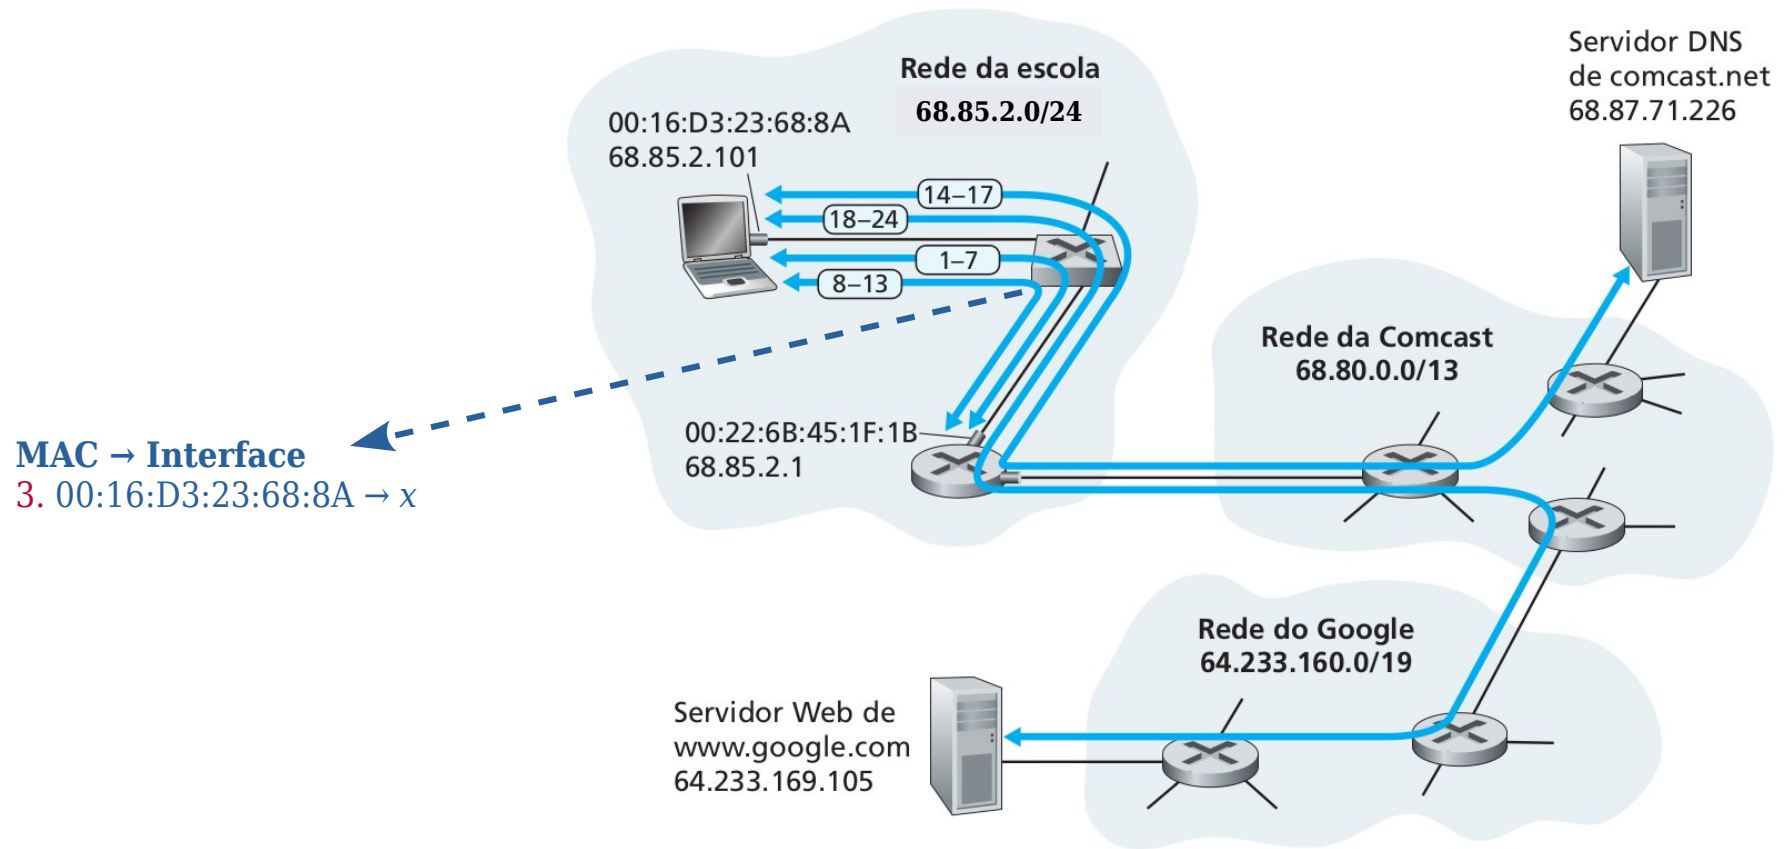 Rede da escola
68.85.2.0/24
Servidor DNS
de comcast.net
68.87.71.226
00:16:D3:23:68:8A
68.85.2.101
14–17
18–24
1–7
8–13
Rede da Comcast
68.80.0.0/13
00:22:6B:45:1F:1B
68.85.2.1
MAC → Interface
3. 00:16:D3:23:68:8A → x
Rede do Google
64.233.160.0/19
Servidor Web de
www.google.com
64.233.169.105